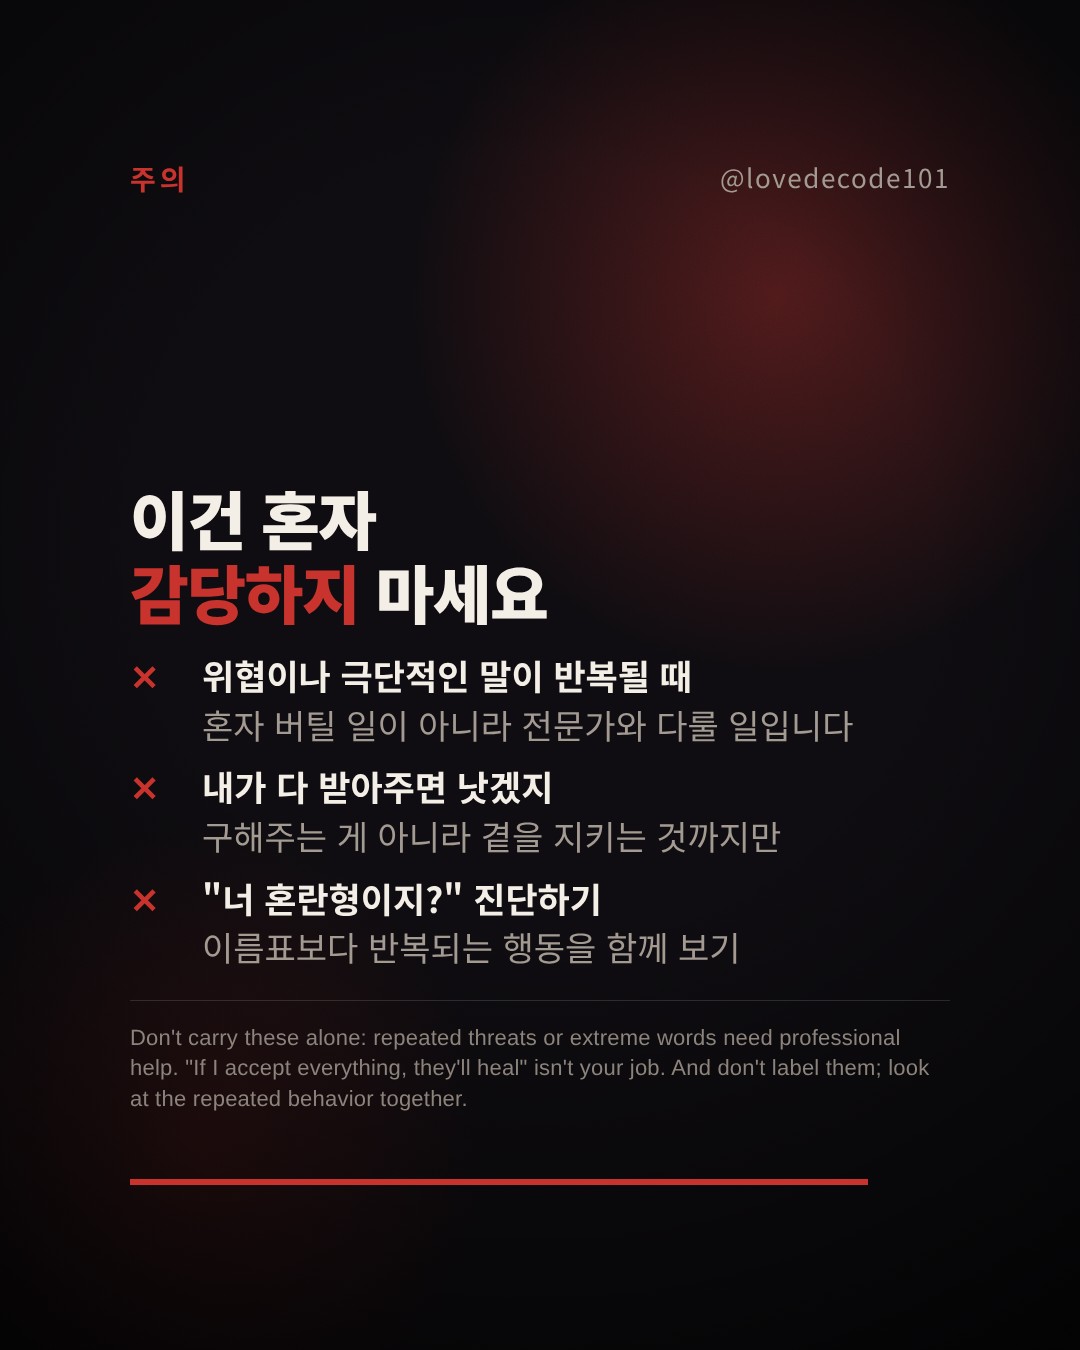 주의
@lovedecode101
이건 혼자
감당하지 마세요
✕ 위협이나 극단적인 말이 반복될 때
혼자 버틸 일이 아니라 전문가와 다룰 일입니다
✕ 내가 다 받아주면 낫겠지
구해주는 게 아니라 곁을 지키는 것까지만
✕ "너 혼란형이지?" 진단하기
이름표보다 반복되는 행동을 함께 보기
Don't carry these alone: repeated threats or extreme words need professional
help. "If I accept everything, they'll heal" isn't your job. And don't label them; look
at the repeated behavior together.